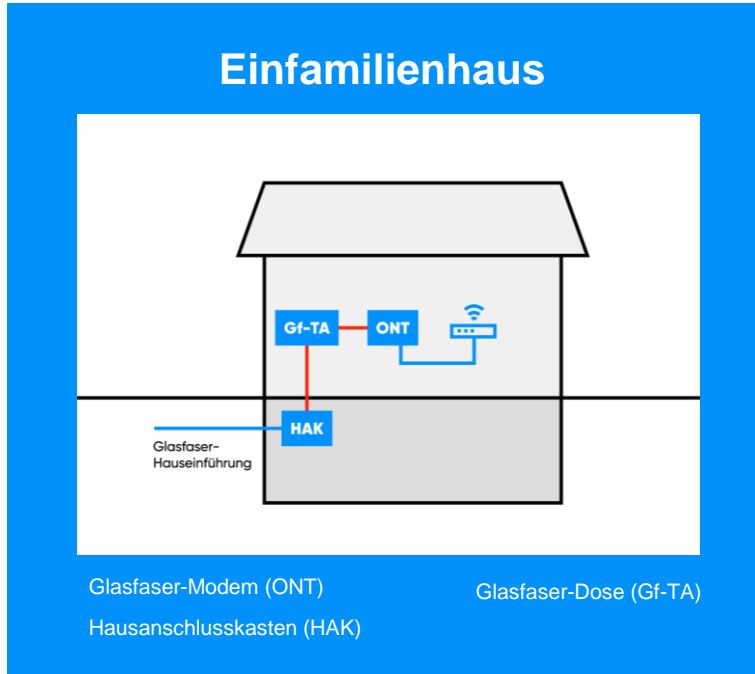 Einfamilienhaus
Gf-TA
ONT
HAK
Glasfaser-
Hauseinführung
Glasfaser-Modem (ONT)
Glasfaser-Dose (Gf-TA)
Hausanschlusskasten (HAK)